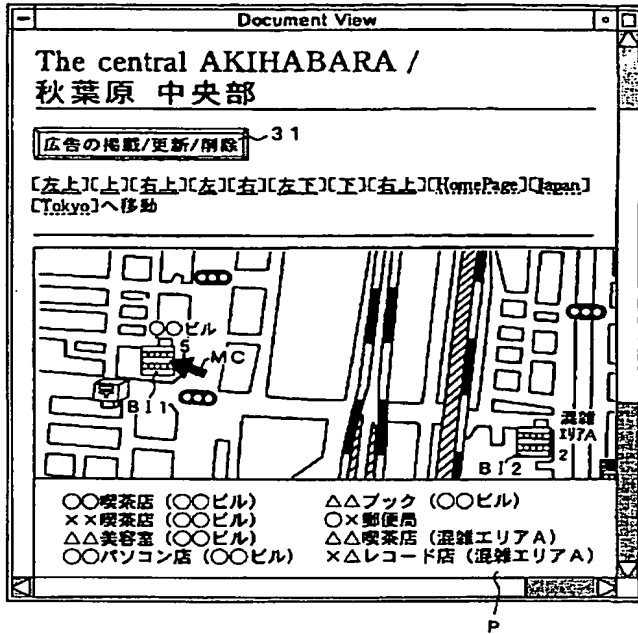 Document View
The central AKIHABARA /
秋葉原 中央部
広告の掲載/更新/削除
31
[左上][上][右上][左][右][左下][下][右上][HomePage][Japan]
[Tokyo]へ移動
○○ビル
5
MC
BI1
混雑
エリアA
2
BI2
○○喫茶店 (○○ビル) △△ブック (○○ビル)
××喫茶店 (○○ビル) ○×郵便局
△△美容室 (○○ビル) △△喫茶店 (混雑エリアA)
○○パソコン店 (○○ビル) ×△レコード店 (混雑エリアA)
P